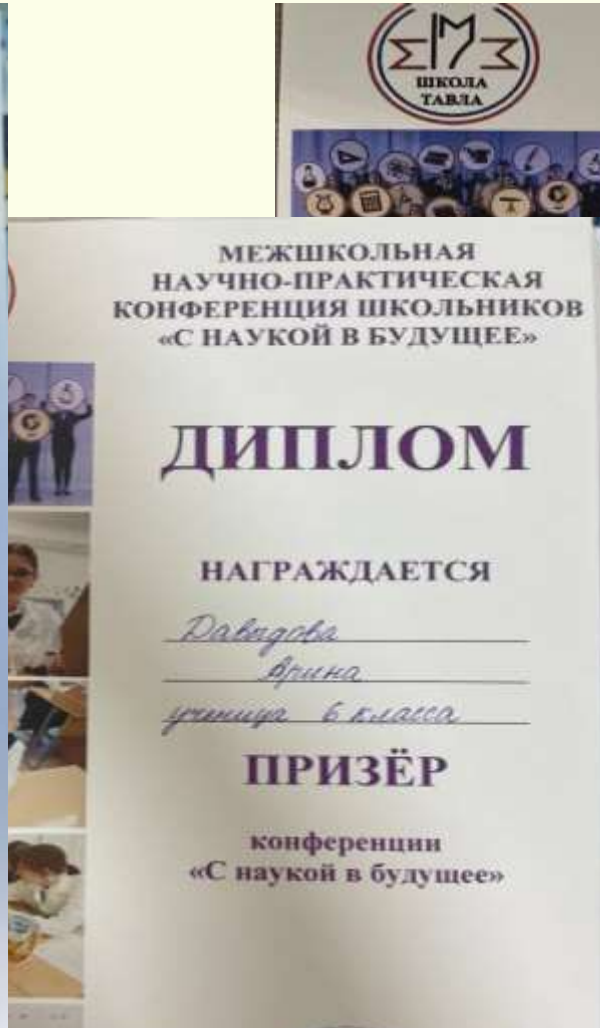 ШКОЛА
ТАВЛА
МЕЖШКОЛЬНАЯ
НАУЧНО-ПРАКТИЧЕСКАЯ
КОНФЕРЕНЦИЯ ШКОЛЬНИКОВ
«С НАУКОЙ В БУДУЩЕЕ»
ДИПЛОМ
НАГРАЖДАЕТСЯ
Давыдова
Арина
ученица 6 класса
ПРИЗЁР
конференции
«С наукой в будущее»